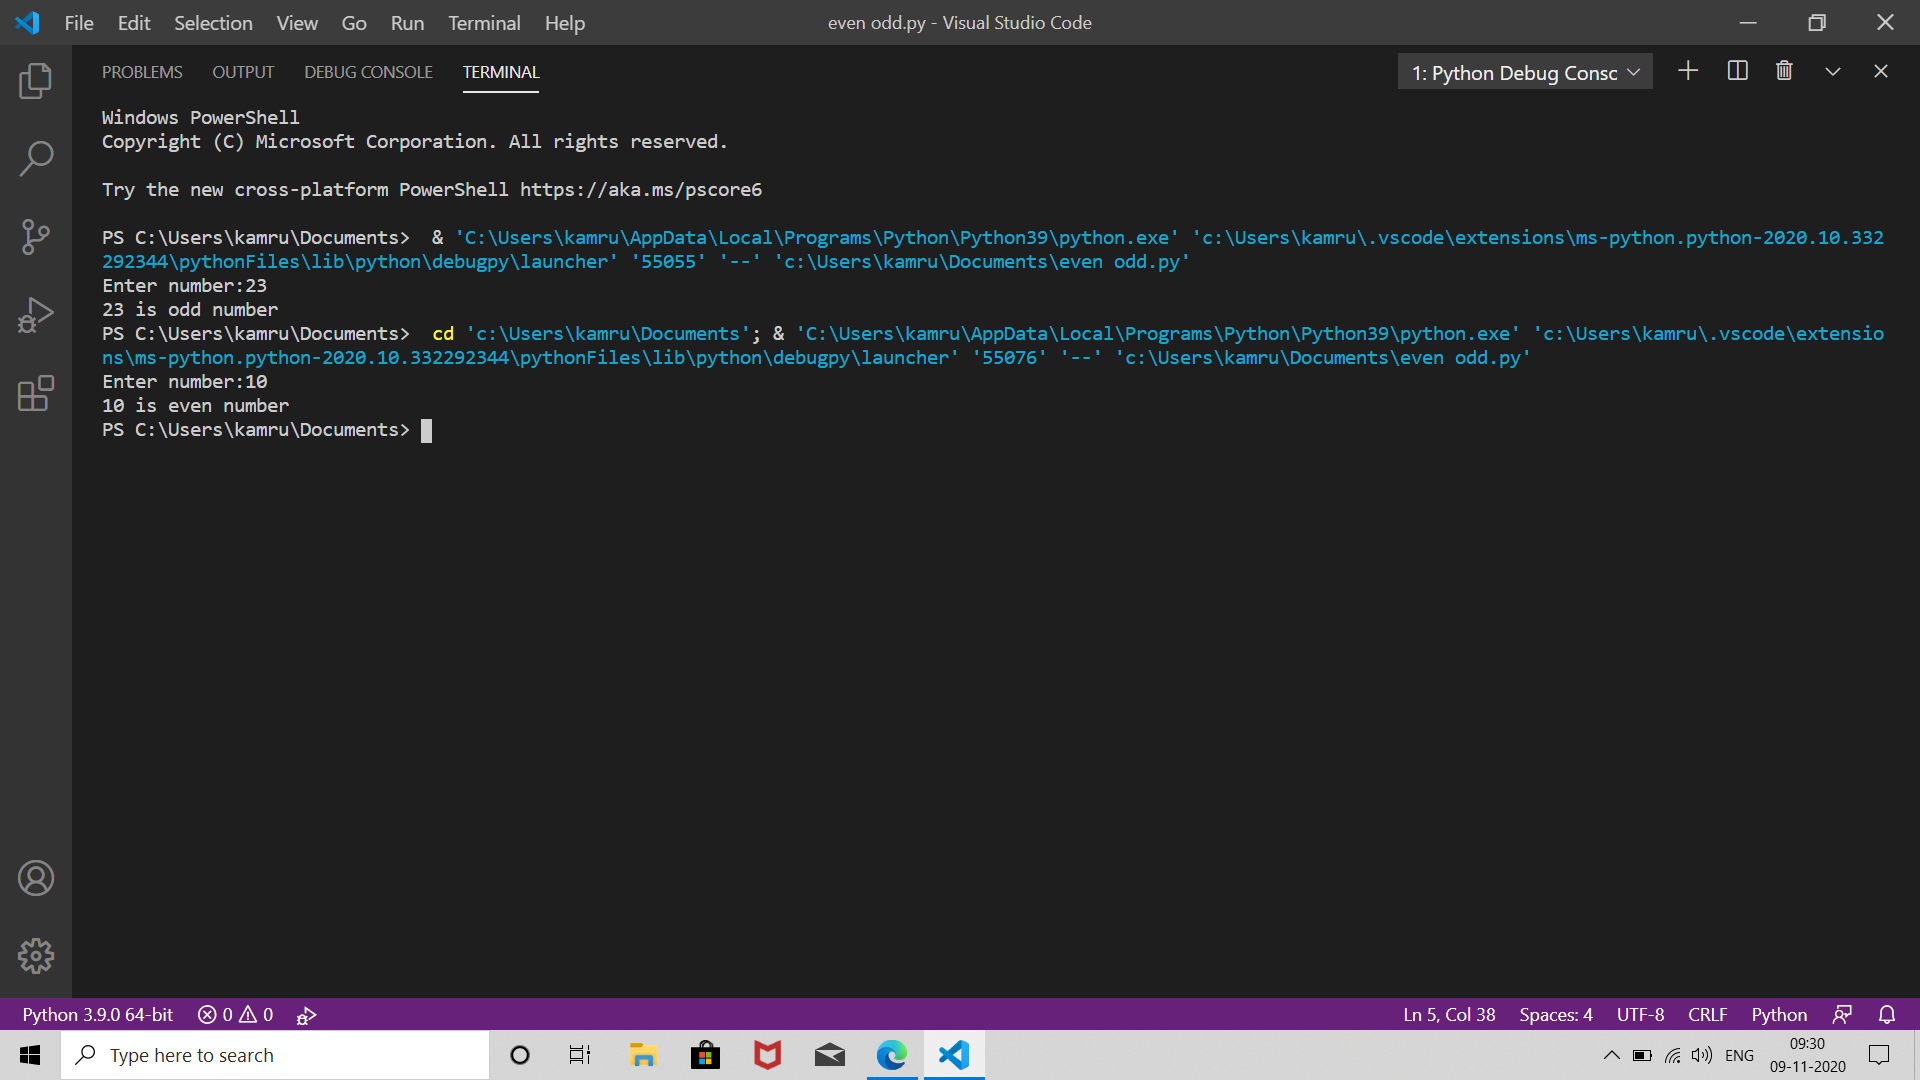 File Edit Selection View Go Run Terminal Help
even odd.py - Visual Studio Code
PROBLEMS OUTPUT DEBUG CONSOLE TERMINAL
1: Python Debug Consc
Windows PowerShell
Copyright (C) Microsoft Corporation. All rights reserved.
Try the new cross-platform PowerShell https://aka.ms/pscore6
PS C:\Users\kamru\Documents>  & 'C:\Users\kamru\AppData\Local\Programs\Python\Python39\python.exe' 'c:\Users\kamru\.vscode\extensions\ms-python.python-2020.10.332
292344\pythonFiles\lib\python\debugpy\launcher' '55055' '--' 'c:\Users\kamru\Documents\even odd.py'
Enter number:23
23 is odd number
PS C:\Users\kamru\Documents>  cd 'c:\Users\kamru\Documents'; & 'C:\Users\kamru\AppData\Local\Programs\Python\Python39\python.exe' 'c:\Users\kamru\.vscode\extensio
ns\ms-python.python-2020.10.332292344\pythonFiles\lib\python\debugpy\launcher' '55076' '--' 'c:\Users\kamru\Documents\even odd.py'
Enter number:10
10 is even number
PS C:\Users\kamru\Documents>
Python 3.9.0 64-bit 0 0
Ln 5, Col 38 Spaces: 4 UTF-8 CRLF Python
Type here to search
ENG
09:30
09-11-2020